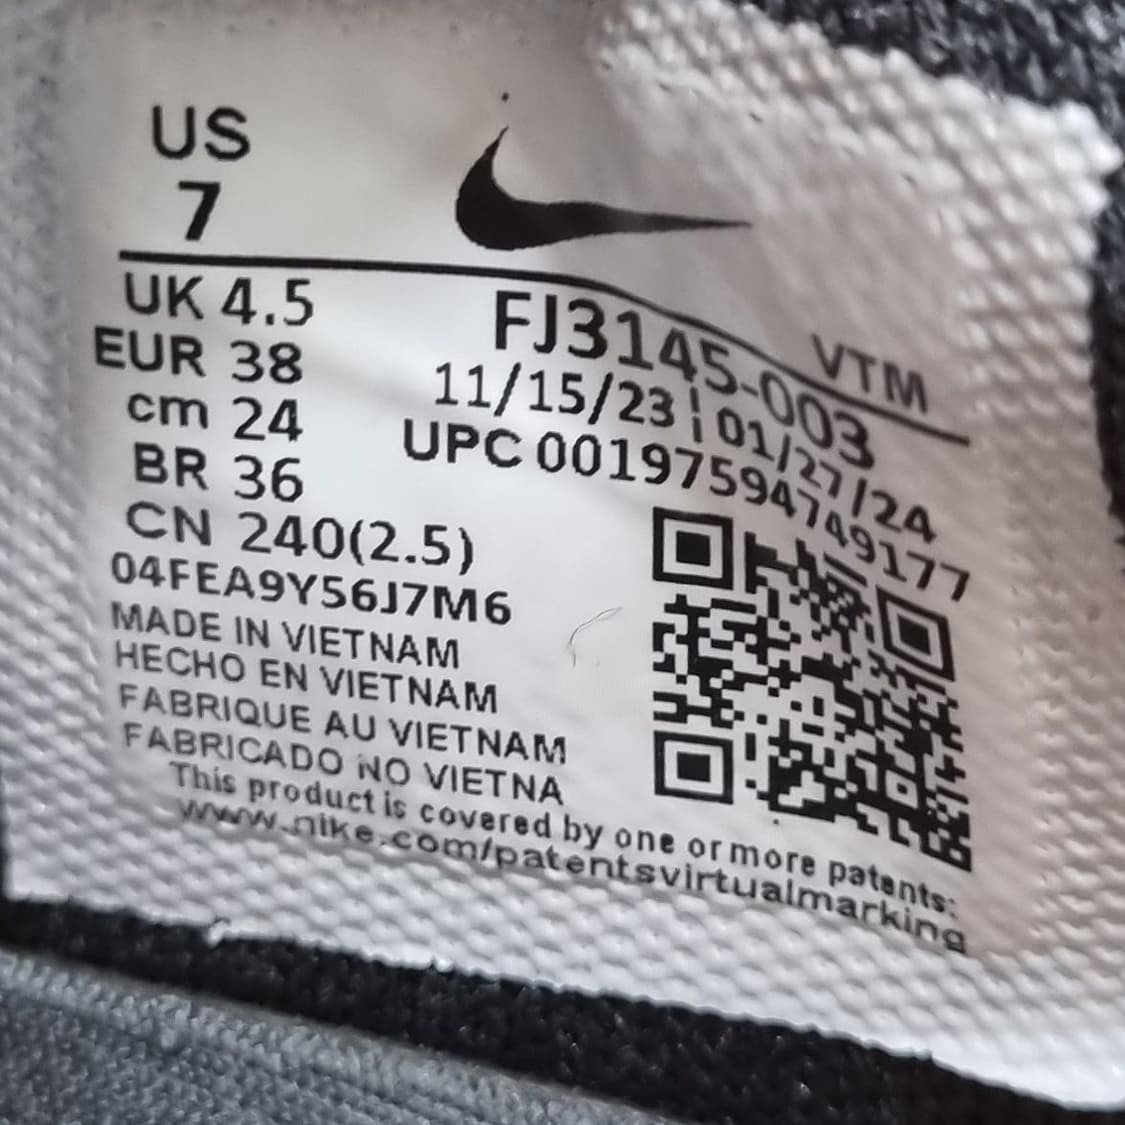 US
7
UK 4.5
EUR 38
cm 24
BR 36
CN 240(2.5)
04FEA9Y56J7M6
MADE IN VIETNAM
HECHO EN VIETNAM
FABRIQUE AU VIETNAM
FABRICADO NO VIETNA
VTM
FJ3145-003
11/15/23 ¦ 01/27/24
UPC 00197594749177
This product is covered by one or more patents:
www.nike.com/patentsvirtualmarking